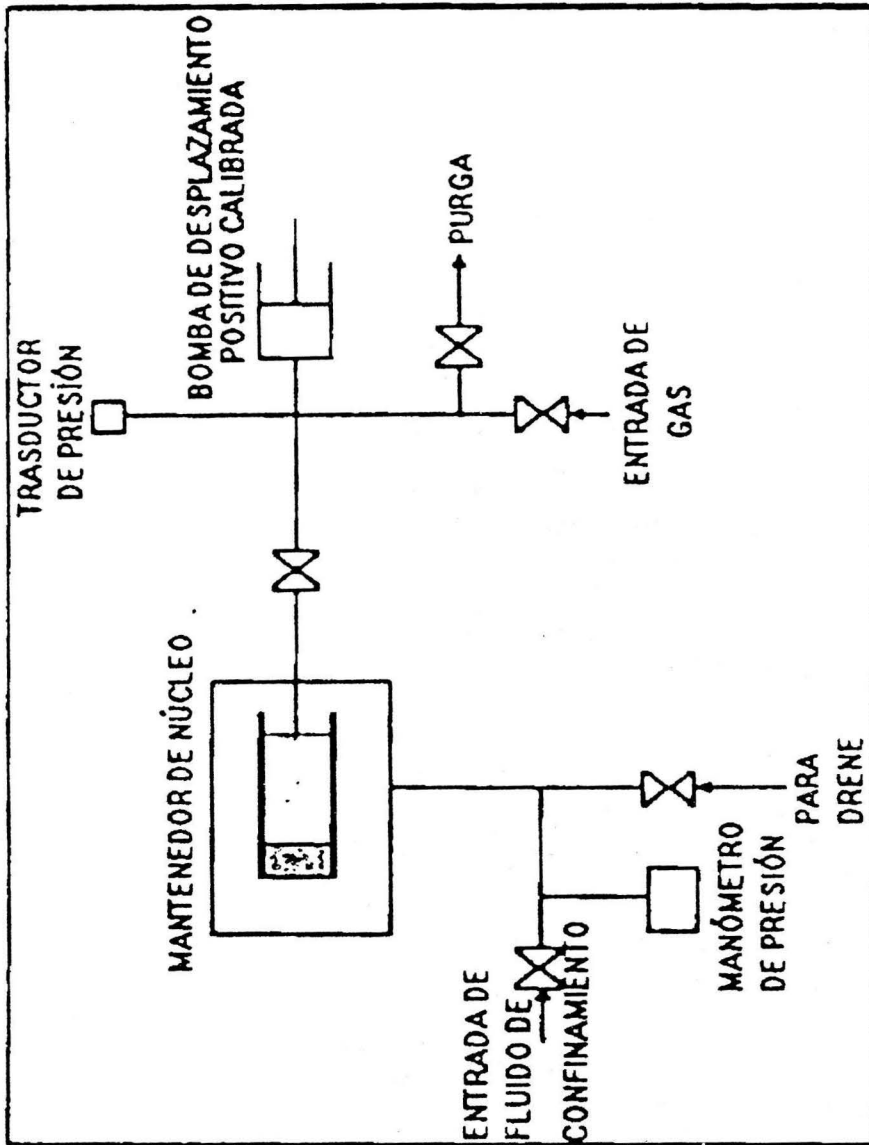 TRASDUCTOR
DE PRESIÓN
BOMBA DE DESPLAZAMIENTO
POSITIVO CALIBRADA
PURGA
ENTRADA DE
GAS
MANTENEDOR DE NÚCLEO
ENTRADA DE
FLUIDO DE
CONFINAMIENTO
MANÓMETRO
DE PRESIÓN
PARA
DRENE